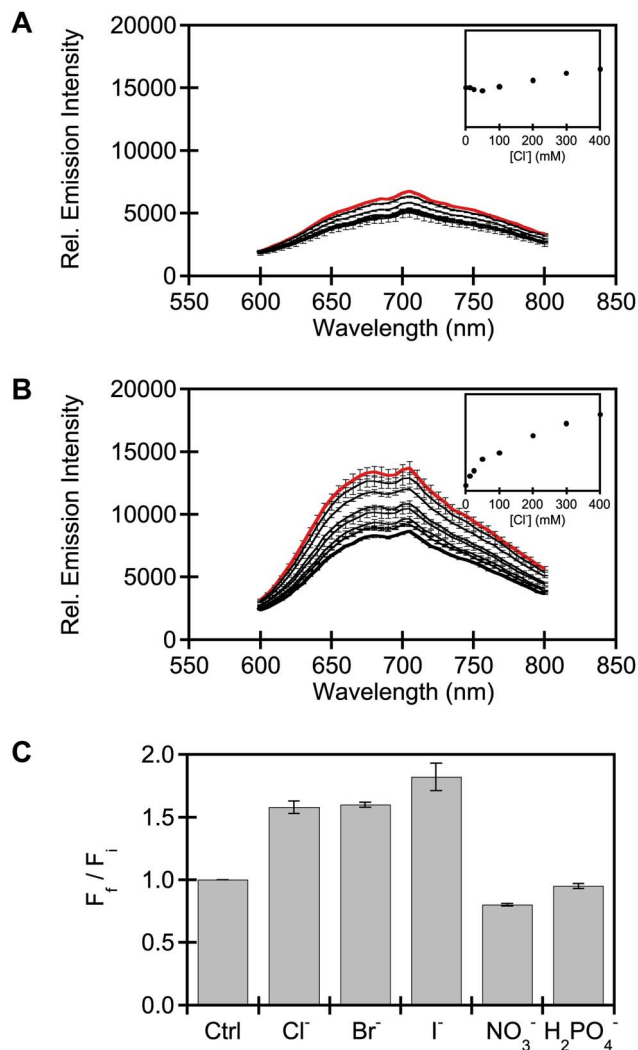 A
20000
15000
10000
5000
0
Rel. Emission Intensity
550 600 650 700 750 800 850
Wavelength (nm)
0 100 200 300 400
[Cl⁻] (mM)
B
20000
15000
10000
5000
0
Rel. Emission Intensity
550 600 650 700 750 800 850
Wavelength (nm)
0 100 200 300 400
[Cl⁻] (mM)
C
2.0
1.5
1.0
0.5
0.0
F_f / F_i
Ctrl Cl⁻ Br⁻ I⁻ NO₃⁻ H₂PO₄⁻